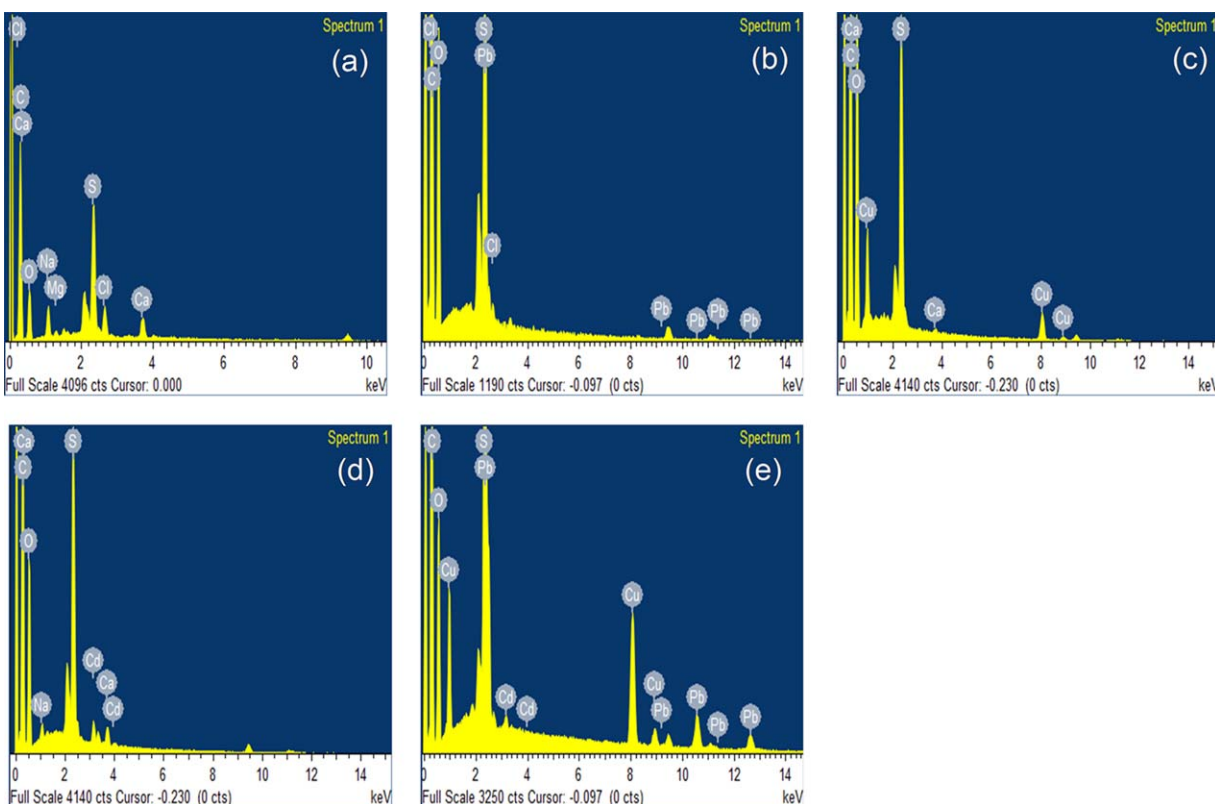 Spectrum 1
(a)
Cl
C
Ca
O
Na
Mg
S
Cl
Ca
0 2 4 6 8 10
Full Scale 4096 cts Cursor: 0.000 keV
Spectrum 1
(b)
Cl
O
C
S
Pb
Cl
Pb
Pb
Pb
Pb
0 2 4 6 8 10 12 14
Full Scale 1190 cts Cursor: -0.097 (0 cts) keV
Spectrum 1
(c)
Ca
C
O
Cu
S
Ca
Cu
Cu
0 2 4 6 8 10 12 14
Full Scale 4140 cts Cursor: -0.230 (0 cts) keV
Spectrum 1
(d)
Ca
C
O
Na
S
Cd
Ca
Cd
0 2 4 6 8 10 12 14
Full Scale 4140 cts Cursor: -0.230 (0 cts) keV
Spectrum 1
(e)
C
O
Cu
S
Pb
Cd
Cd
Cu
Cu
Pb
Pb
Pb
Pb
0 2 4 6 8 10 12 14
Full Scale 3250 cts Cursor: -0.097 (0 cts) keV